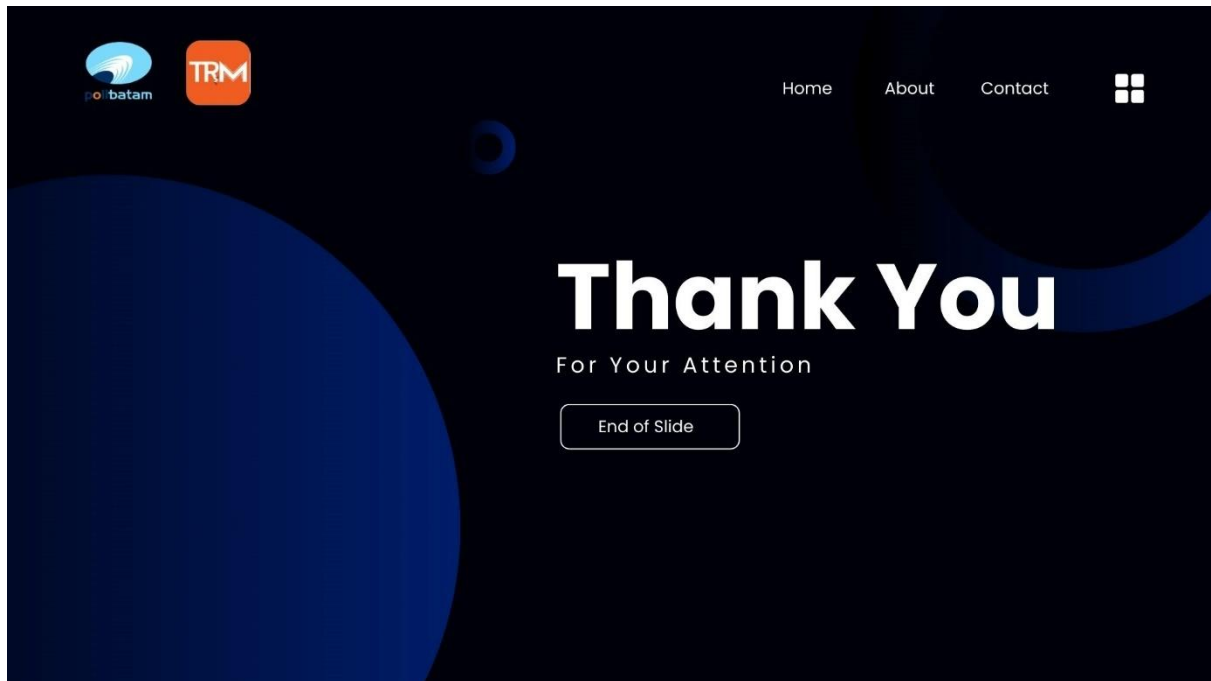 polibatam
TRM
Home About Contact
Thank You
For Your Attention
End of Slide